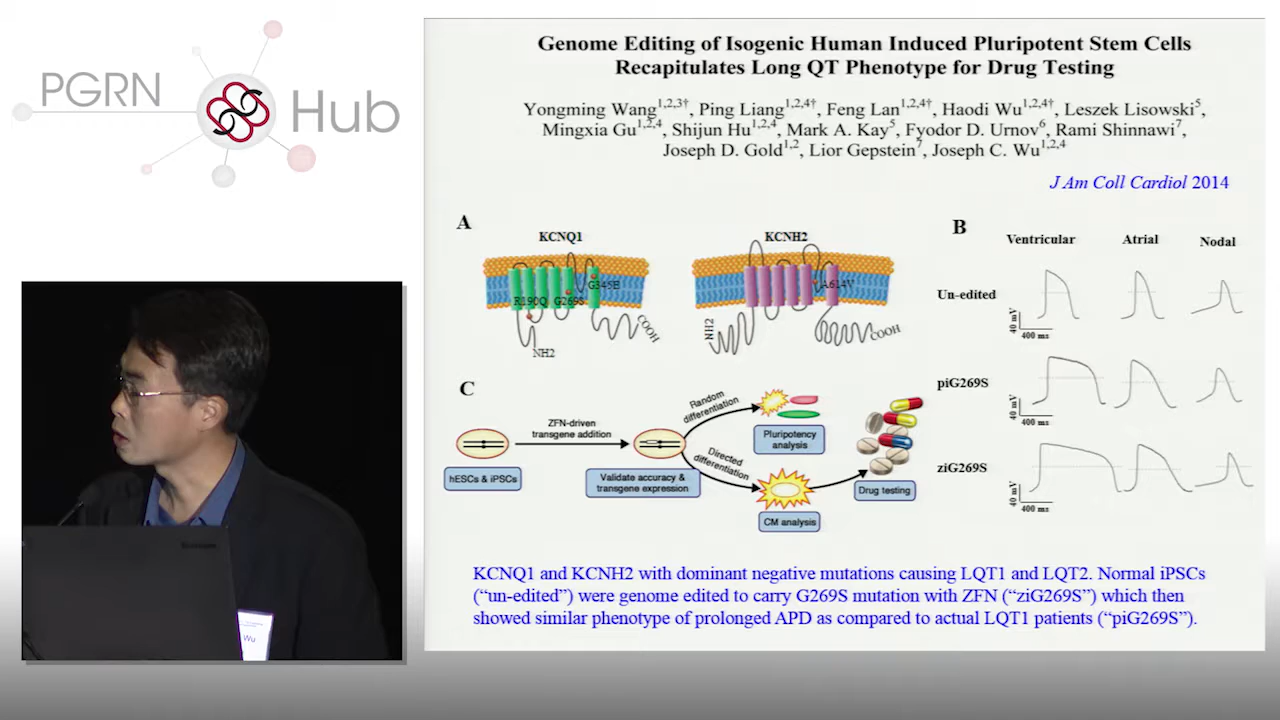 PGRN
Hub
Wu
Genome Editing of Isogenic Human Induced Pluripotent Stem Cells
Recapitulates Long QT Phenotype for Drug Testing
Yongming Wang1,2,3†, Ping Liang1,2,4†, Feng Lan1,2,4†, Haodi Wu1,2,4†, Leszek Lisowski5,
Mingxia Gu1,2,4, Shijun Hu1,2,4, Mark A. Kay5, Fyodor D. Urnov6, Rami Shinnawi7,
Joseph D. Gold1,2, Lior Gepstein7, Joseph C. Wu1,2,4
J Am Coll Cardiol 2014
A
KCNQ1
R190Q
G269S
G345E
NH2
COOH
KCNH2
A614V
NH2
COOH
B
Ventricular
Atrial
Nodal
Un-edited
40 mV
400 ms
piG269S
40 mV
400 ms
ziG269S
40 mV
400 ms
C
hESCs & iPSCs
ZFN-driven
transgene addition
Validate accuracy &
transgene expression
Random
differentiation
Directed
differentiation
Pluripotency
analysis
CM analysis
Drug testing
KCNQ1 and KCNH2 with dominant negative mutations causing LQT1 and LQT2. Normal iPSCs
(“un-edited”) were genome edited to carry G269S mutation with ZFN (“ziG269S”) which then
showed similar phenotype of prolonged APD as compared to actual LQT1 patients (“piG269S”).